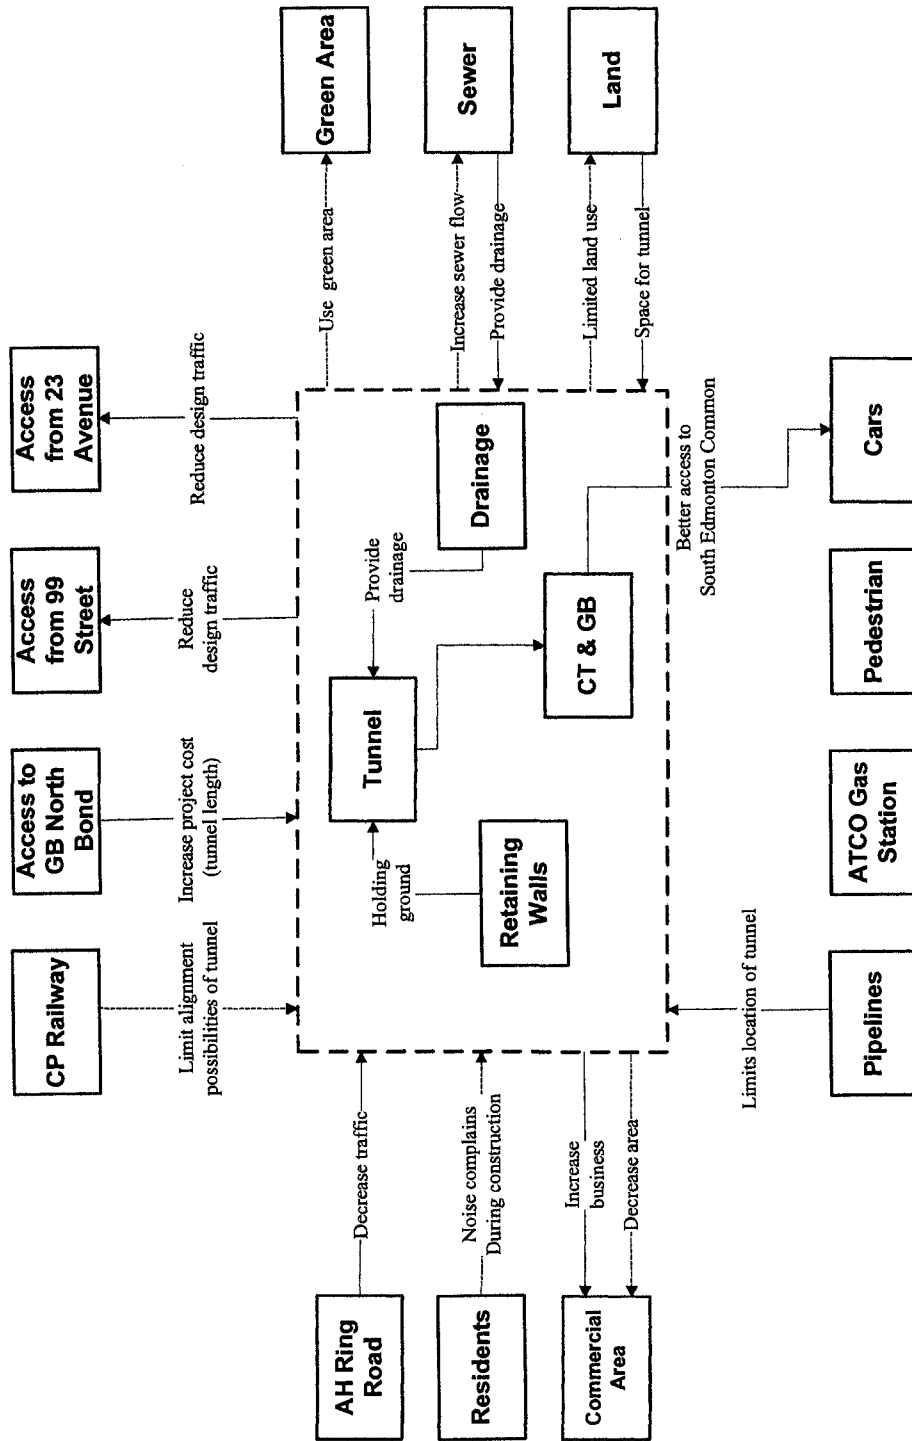 CP Railway
Access to
GB North
Bond
Access
from 99
Street
Access
from 23
Avenue
Limit alignment
possibilities of tunnel
Increase project cost
(tunnel length)
Reduce
design traffic
Reduce design traffic
AH Ring
Road
Decrease traffic
Residents
Noise complains
During construction
Commercial
Area
Increase
business
Decrease area
Holding
ground
Retaining
Walls
Tunnel
Provide
drainage
Drainage
CT & GB
Use green area
Green Area
Increase sewer flow
Provide drainage
Sewer
Limited land use
Space for tunnel
Land
Limits location of tunnel
Better access to
South Edmonton Common
Pipelines
ATCO Gas
Station
Pedestrian
Cars